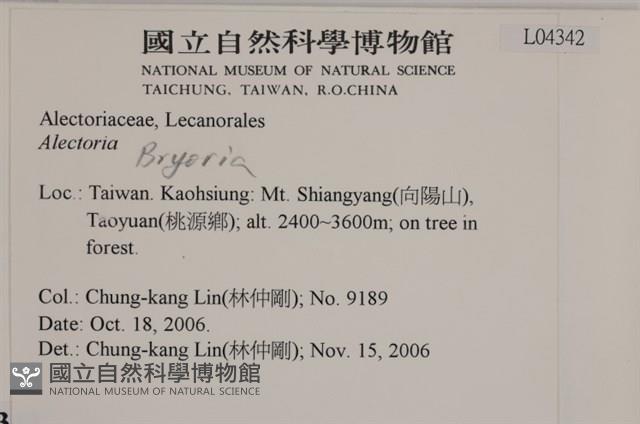 國立自然科學博物館
L04342
NATIONAL MUSEUM OF NATURAL SCIENCE
TAICHUNG, TAIWAN, R.O.CHINA
Alectoriaceae, Lecanorales
Alectoria Bryoria
Loc.: Taiwan. Kaohsiung: Mt. Shiangyang(向陽山),
Taoyuan(桃源鄉); alt. 2400~3600m; on tree in
forest.
Col.: Chung-kang Lin(林仲剛); No. 9189
Date: Oct. 18, 2006.
Det.: Chung-kang Lin(林仲剛); Nov. 15, 2006
國立自然科學博物館
NATIONAL MUSEUM OF NATURAL SCIENCE